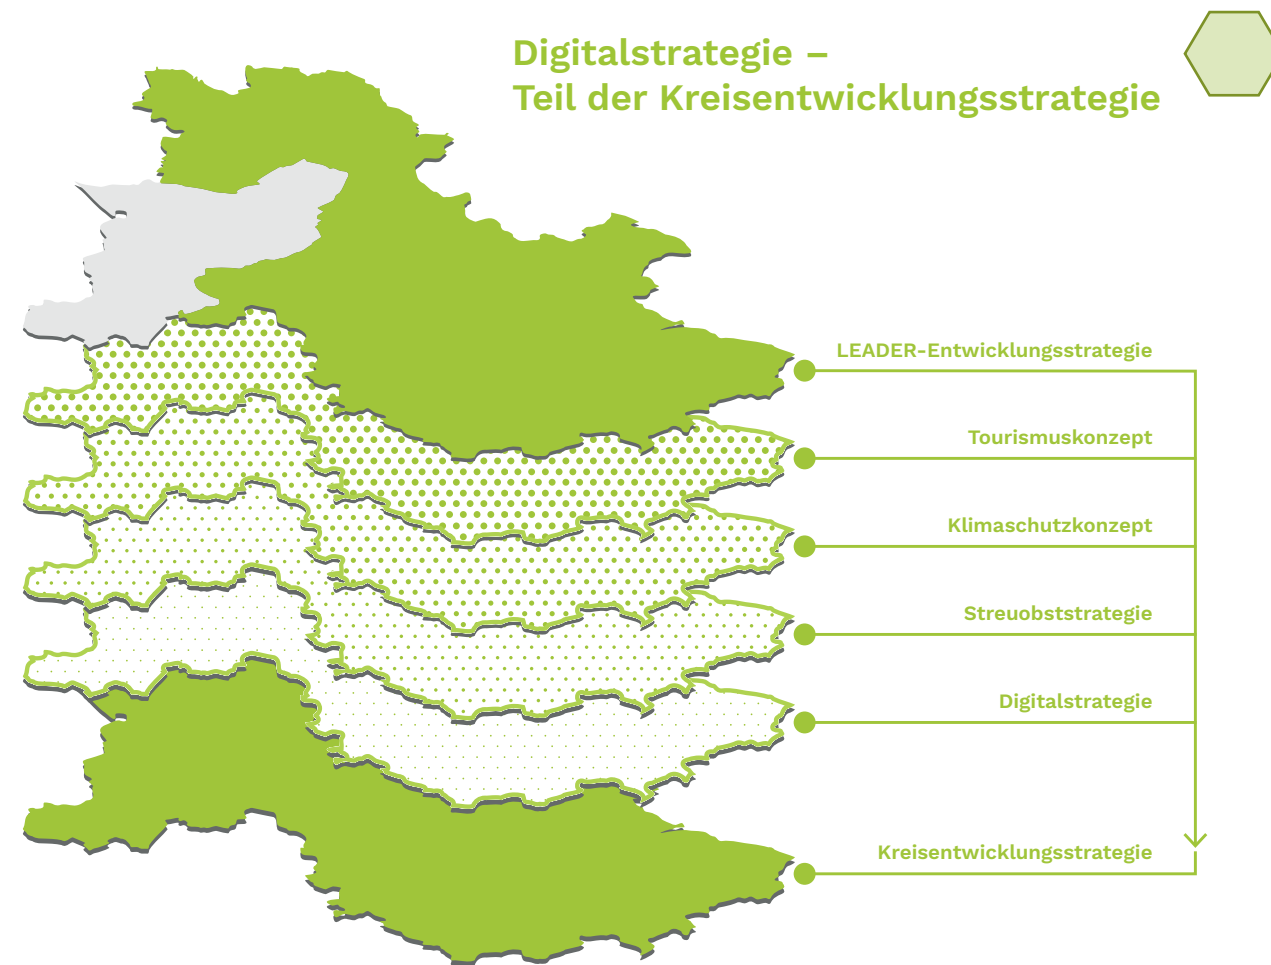 Digitalstrategie –
Teil der Kreisentwicklungsstrategie
LEADER-Entwicklungsstrategie
Tourismuskonzept
Klimaschutzkonzept
Streuobststrategie
Digitalstrategie
Kreisentwicklungsstrategie